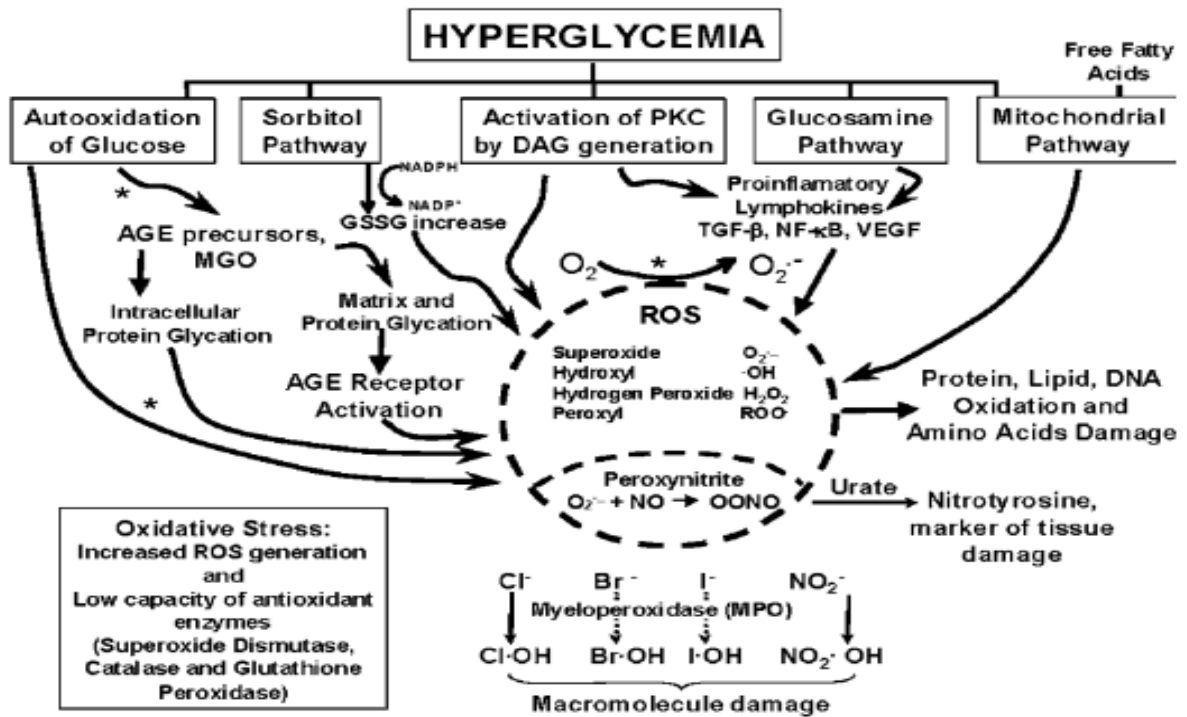 HYPERGLYCEMIA
Free Fatty
Acids
Autooxidation
of Glucose
Sorbitol
Pathway
Activation of PKC
by DAG generation
Glucosamine
Pathway
Mitochondrial
Pathway
*
NADPH
NADP⁺
GSSG increase
Proinflamatory
Lymphokines
TGF-β, NF-κB, VEGF
AGE precursors,
MGO
O₂ * O₂·⁻
Intracellular
Protein Glycation
Matrix and
Protein Glycation
AGE Receptor
Activation
*
ROS
Superoxide O₂·⁻
Hydroxyl ·OH
Hydrogen Peroxide H₂O₂
Peroxyl ROO·
Protein, Lipid, DNA
Oxidation and
Amino Acids Damage
Peroxynitrite
O₂·⁻ + NO → OONO
Urate
Nitrotyrosine,
marker of tissue
damage
Oxidative Stress:
Increased ROS generation
and
Low capacity of antioxidant
enzymes
(Superoxide Dismutase,
Catalase and Glutathione
Peroxidase)
Cl⁻ Br⁻ I⁻ NO₂⁻
Myeloperoxidase (MPO)
Cl·OH Br·OH I·OH NO₂·OH
Macromolecule damage